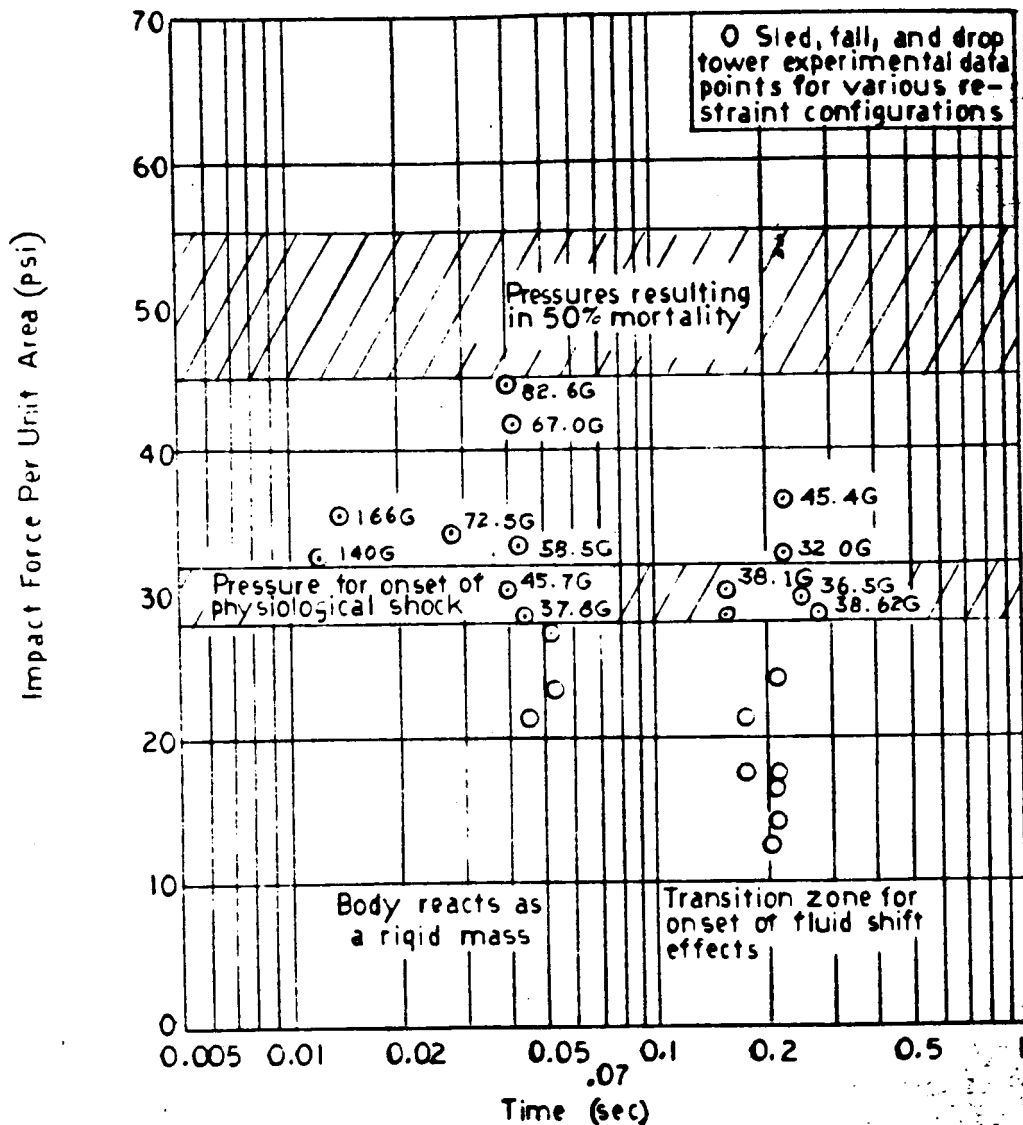 70
60
50
40
30
20
10
0
Impact Force Per Unit Area (psi)
O Sled, fall, and drop
tower experimental data
points for various re-
straint configurations
Pressures resulting
in 50% mortality
82.6G
67.0G
166G
72.5G
45.4G
140G
58.5G
32.0G
Pressure for onset of
physiological shock
45.7G
37.8G
38.1G
36.5G
38.62G
Body reacts as
a rigid mass
Transition zone for
onset of fluid shift
effects
0.005 0.01 0.02 0.05 0.1 0.2 0.5 1
.07
Time (sec)